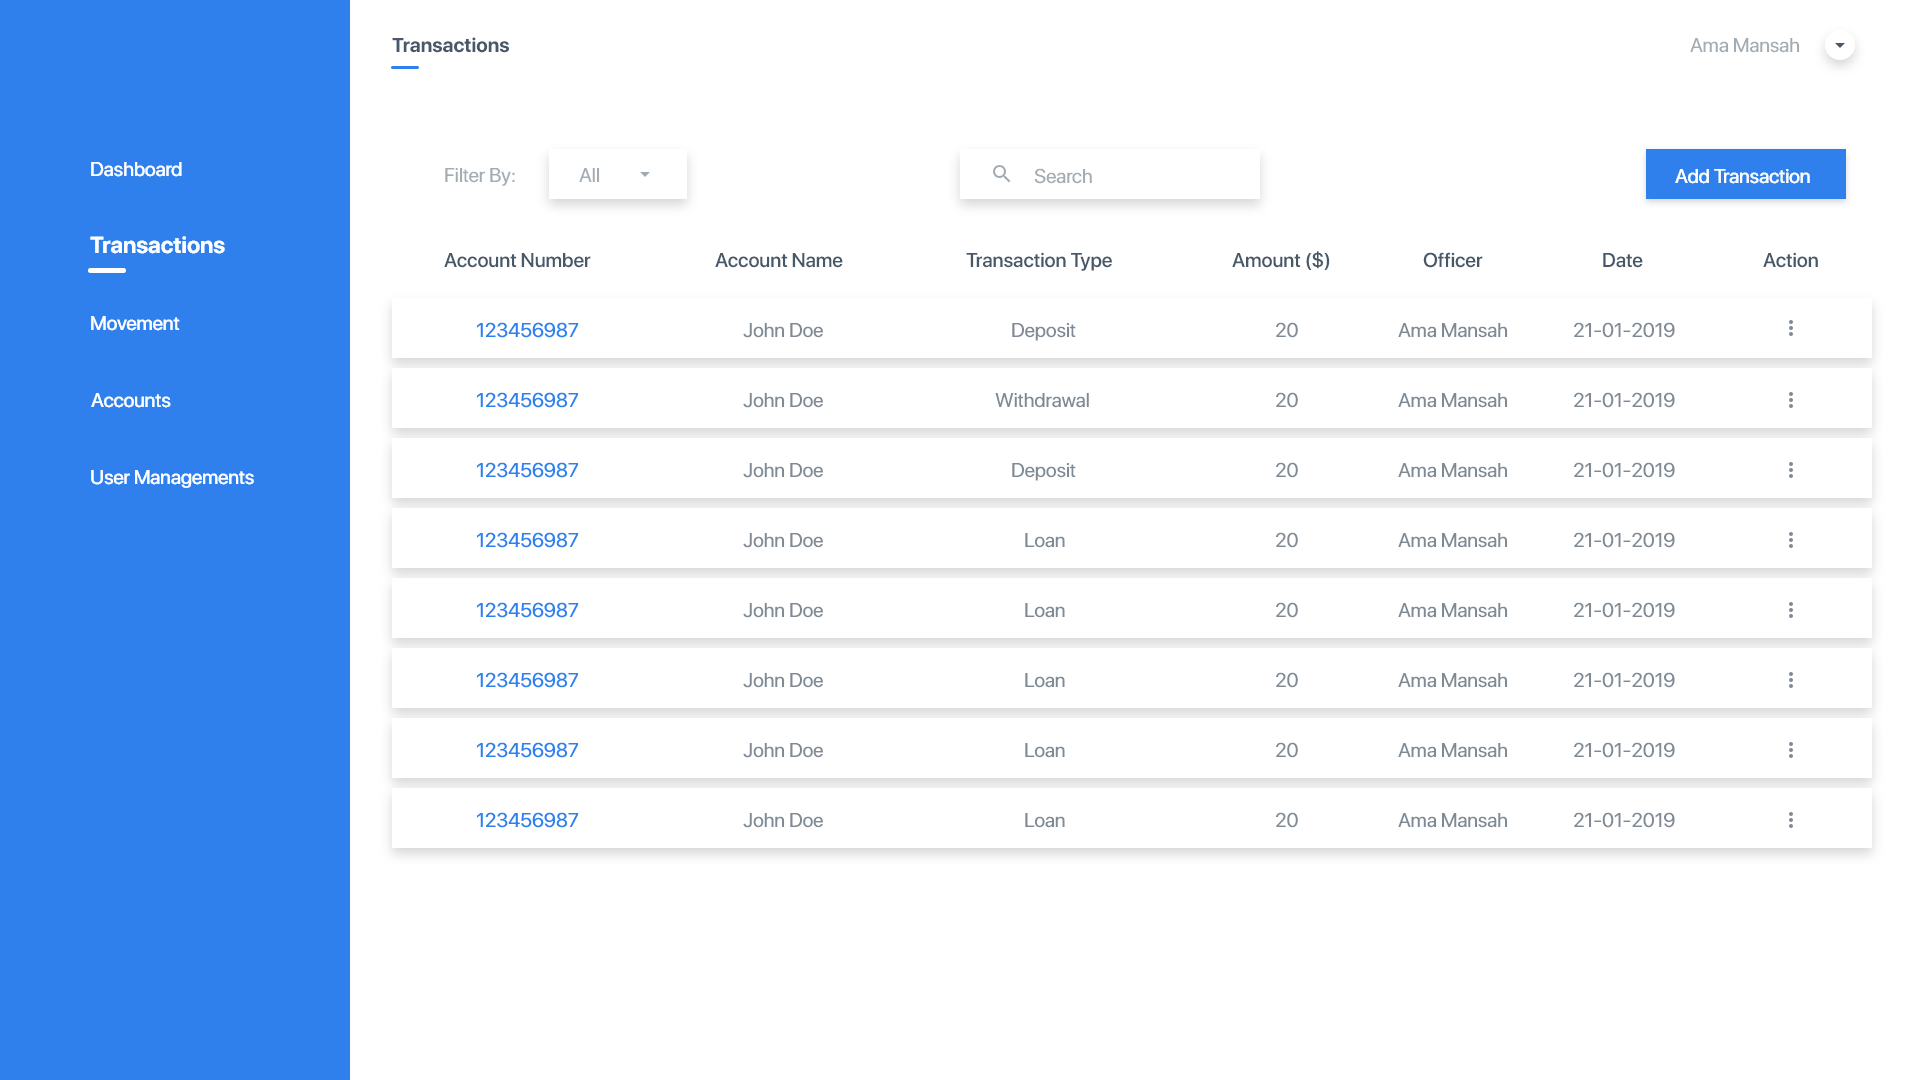 Dashboard
Transactions
Movement
Accounts
User Managements
Transactions
Ama Mansah
Filter By: All
Search
Add Transaction
Account Number Account Name Transaction Type Amount ($) Officer Date Action
123456987 John Doe Deposit 20 Ama Mansah 21-01-2019
123456987 John Doe Withdrawal 20 Ama Mansah 21-01-2019
123456987 John Doe Deposit 20 Ama Mansah 21-01-2019
123456987 John Doe Loan 20 Ama Mansah 21-01-2019
123456987 John Doe Loan 20 Ama Mansah 21-01-2019
123456987 John Doe Loan 20 Ama Mansah 21-01-2019
123456987 John Doe Loan 20 Ama Mansah 21-01-2019
123456987 John Doe Loan 20 Ama Mansah 21-01-2019